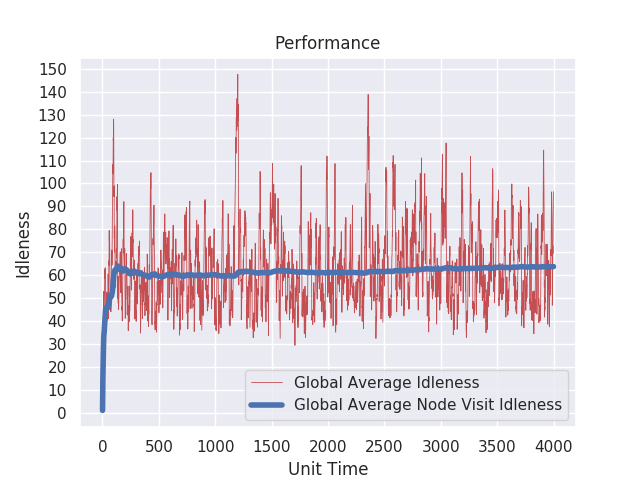 Performance
150
140
130
120
110
100
90
80
70
60
50
40
30
20
10
0
Idleness
Global Average Idleness
Global Average Node Visit Idleness
0 500 1000 1500 2000 2500 3000 3500 4000
Unit Time